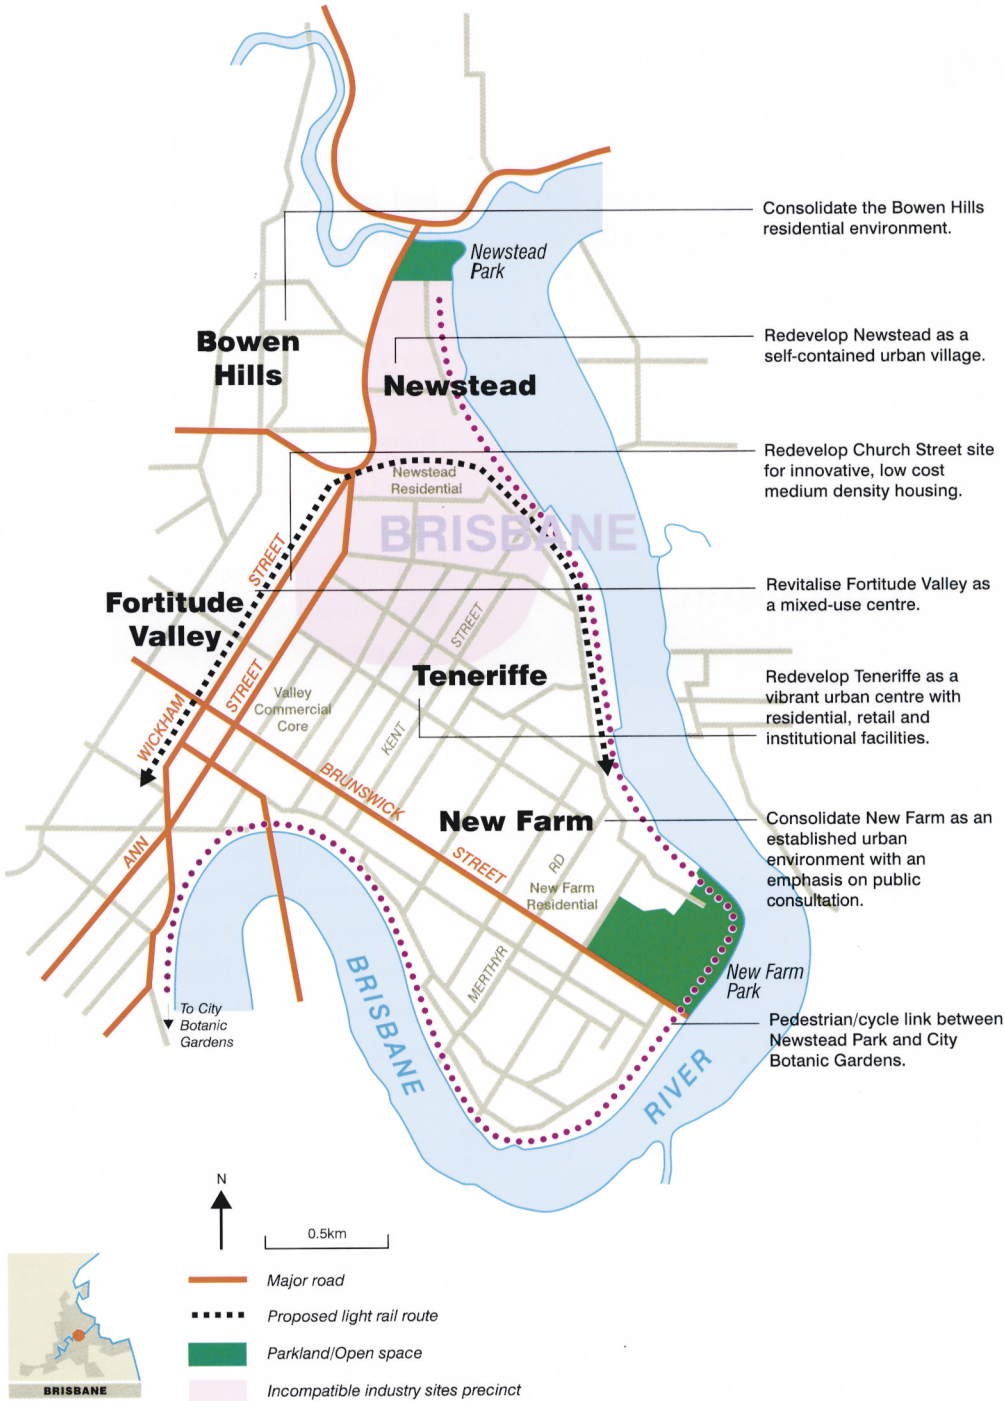 Consolidate the Bowen Hills
residential environment.
Newstead
Park
Redevelop Newstead as a
self-contained urban village.
Bowen
Hills
Newstead
Redevelop Church Street site
for innovative, low cost
medium density housing.
Newstead
Residential
BRISBANE
STREET
Revitalise Fortitude Valley as
a mixed-use centre.
Fortitude
Valley
STREET
Teneriffe
Redevelop Teneriffe as a
vibrant urban centre with
residential, retail and
institutional facilities.
STREET
Valley
Commercial
Core
WICKHAM
KENT
BRUNSWICK
New Farm
Consolidate New Farm as an
established urban
environment with an
emphasis on public
consultation.
ANN
STREET
RD
New Farm
Residential
MERTHYR
New Farm
Park
BRISBANE
To City
Botanic
Gardens
Pedestrian/cycle link between
Newstead Park and City
Botanic Gardens.
RIVER
N
0.5km
Major road
Proposed light rail route
Parkland/Open space
Incompatible industry sites precinct
BRISBANE